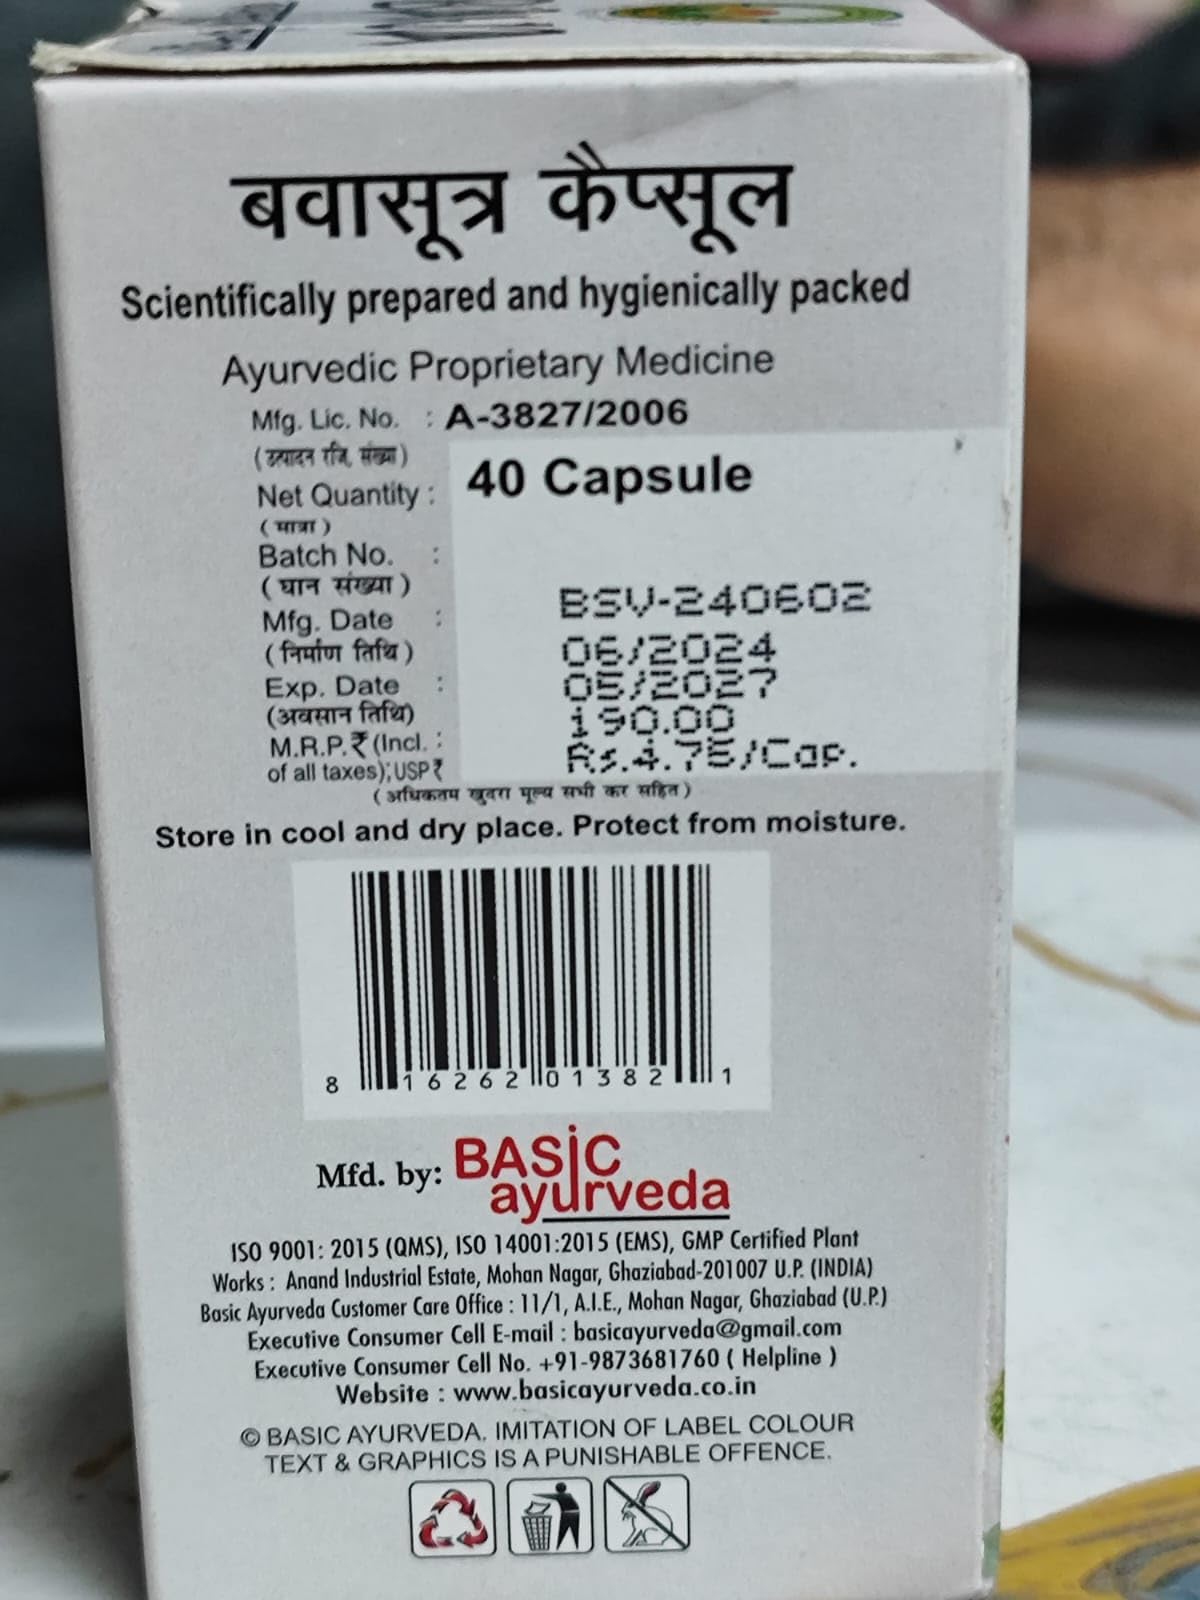 बवासूत्र कैप्सूल
Scientifically prepared and hygienically packed
Ayurvedic Proprietary Medicine
Mfg. Lic. No. : A-3827/2006
(उत्पादन रजि. संख्या)
Net Quantity : 40 Capsule
(मात्रा)
Batch No. : BSV-240602
(घान संख्या)
Mfg. Date : 06/2024
(निर्माण तिथि)
Exp. Date : 05/2027
(अवसान तिथि)
M.R.P.₹ (Incl. : 190.00
of all taxes);USP₹ Rs.4.75/Cap.
(अधिकतम खुदरा मूल्य सभी कर सहित)
Store in cool and dry place. Protect from moisture.
8 16262 01382 1
Mfd. by: BASIC
ayurveda
ISO 9001: 2015 (QMS), ISO 14001:2015 (EMS), GMP Certified Plant
Works : Anand Industrial Estate, Mohan Nagar, Ghaziabad-201007 U.P. (INDIA)
Basic Ayurveda Customer Care Office : 11/1, A.I.E., Mohan Nagar, Ghaziabad (U.P.)
Executive Consumer Cell E-mail : basicayurveda@gmail.com
Executive Consumer Cell No. +91-9873681760 ( Helpline )
Website : www.basicayurveda.co.in
© BASIC AYURVEDA. IMITATION OF LABEL COLOUR
TEXT & GRAPHICS IS A PUNISHABLE OFFENCE.